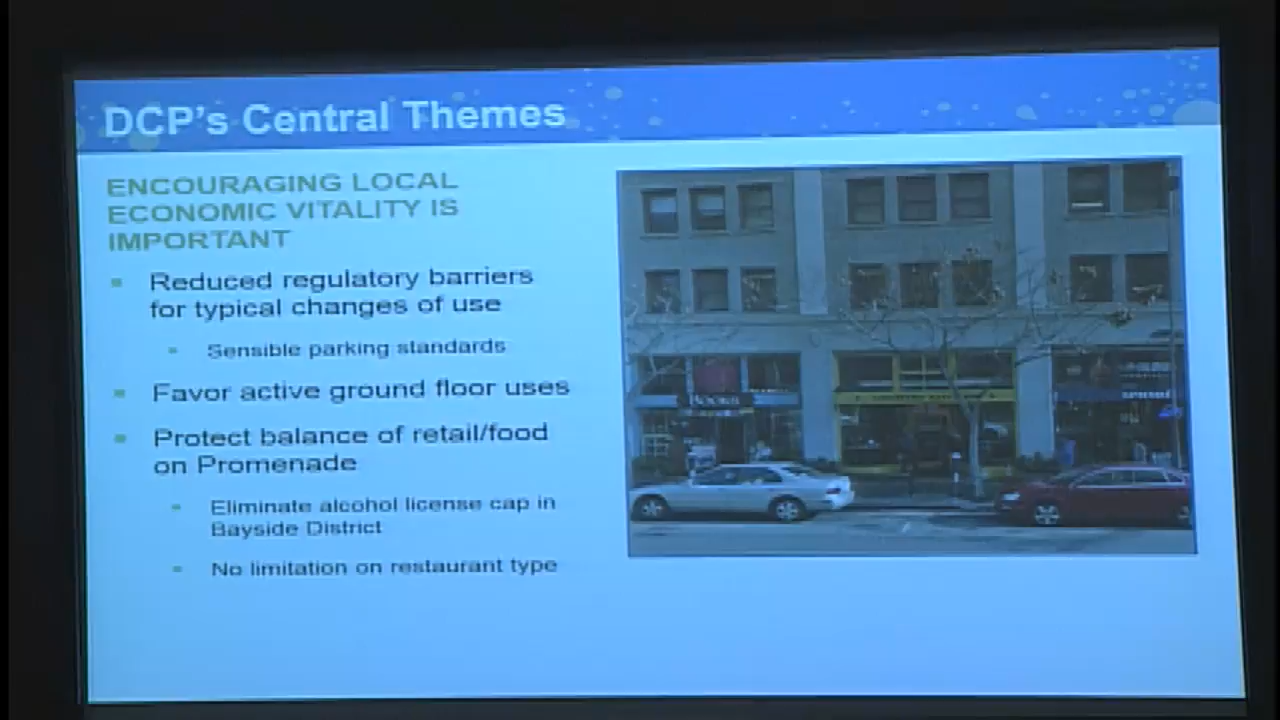 DCP's Central Themes
ENCOURAGING LOCAL
ECONOMIC VITALITY IS
IMPORTANT
Reduced regulatory barriers
for typical changes of use
Sensible parking standards
Favor active ground floor uses
Protect balance of retail/food
on Promenade
Eliminate alcohol license cap in
Bayside District
No limitation on restaurant type